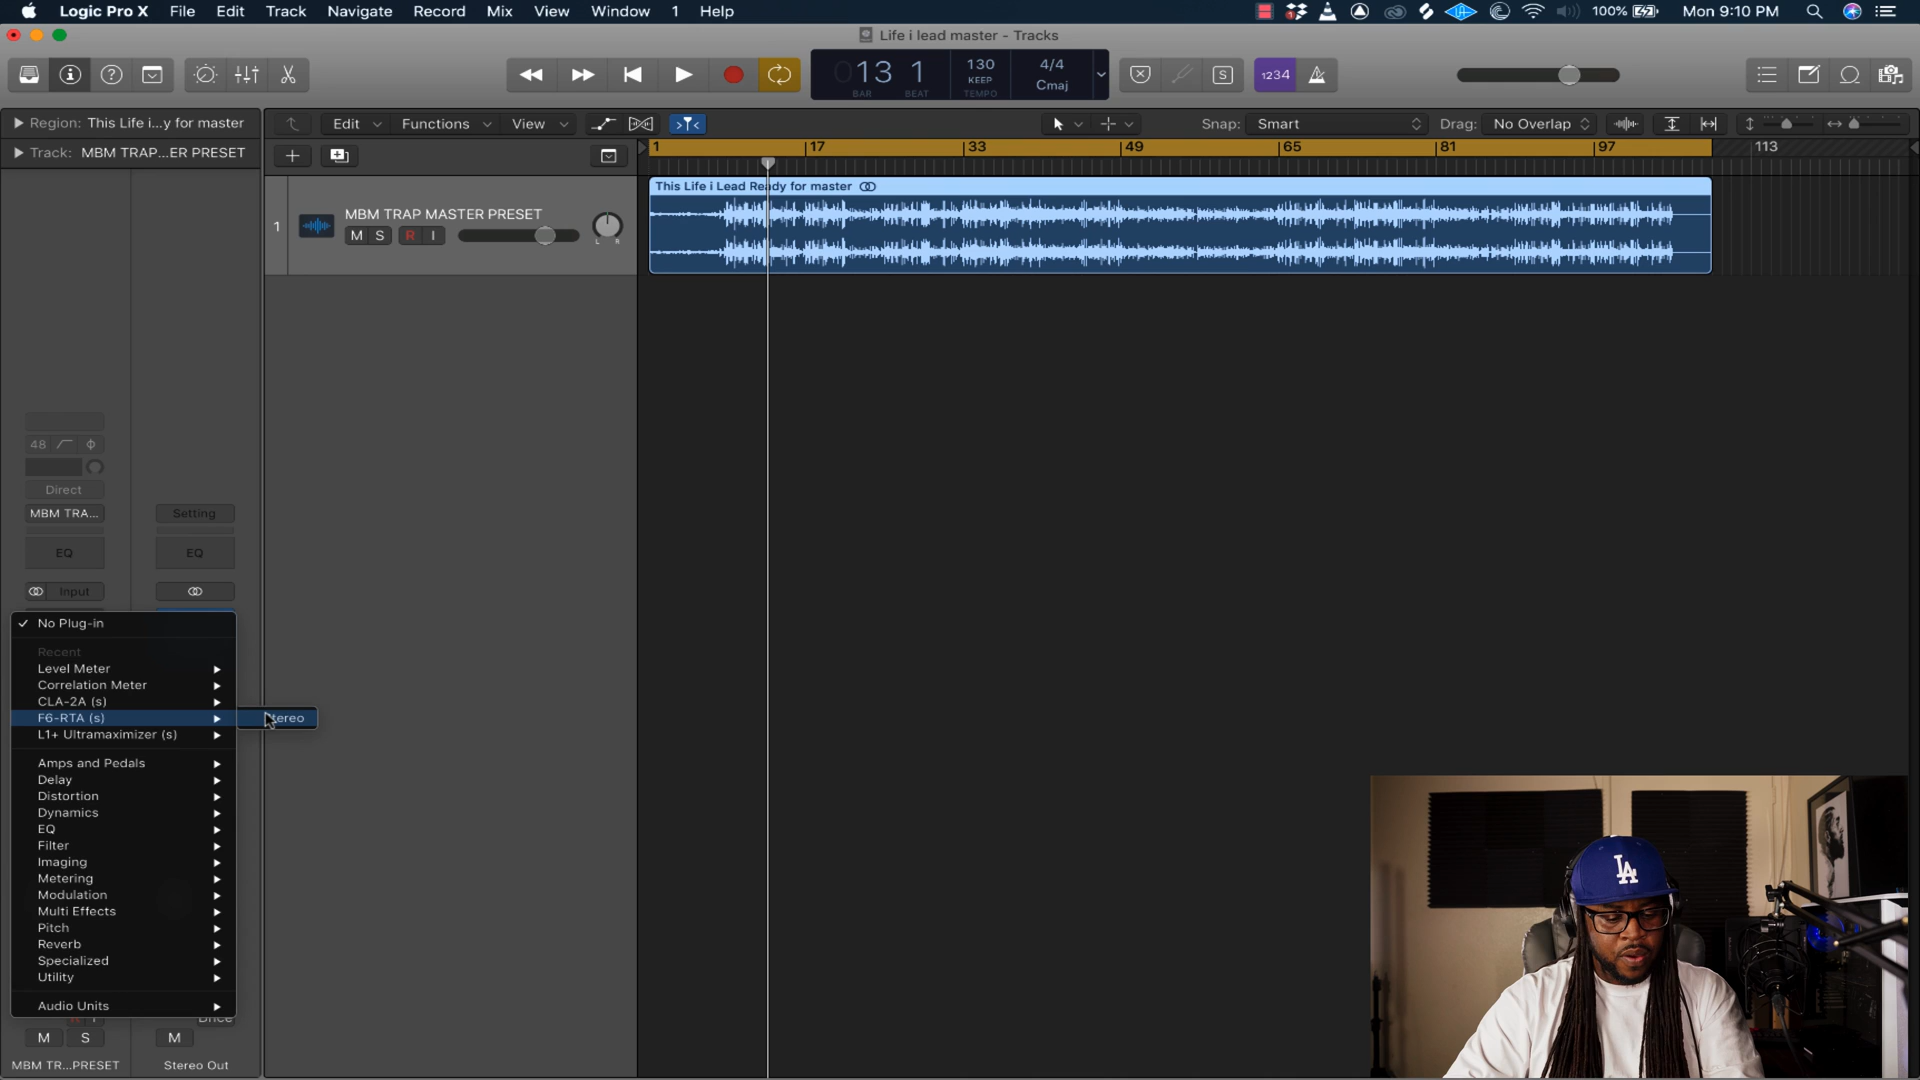 Logic Pro X File Edit Track Navigate Record Mix View Window 1 Help
100% Mon 9:10 PM
Life i lead master - Tracks
013 1
BAR BEAT
130
KEEP
TEMPO
4/4
Cmaj
S
1234
Region: This Life i...y for master
Edit Functions View
Snap: Smart
Drag: No Overlap
Track: MBM TRAP...ER PRESET
1 17 33 49 65 81 97 113
This Life i Lead Ready for master
1
MBM TRAP MASTER PRESET
M S R I
L R
48
Direct
MBM TRA...
Setting
EQ
EQ
Input
✓ No Plug-in
Recent
Level Meter
Correlation Meter
CLA-2A (s)
F6-RTA (s)
L1+ Ultramaximizer (s)
Amps and Pedals
Delay
Distortion
Dynamics
EQ
Filter
Imaging
Metering
Modulation
Multi Effects
Pitch
Reverb
Specialized
Utility
Audio Units
M S
M
MBM TR...PRESET
Stereo Out
LA